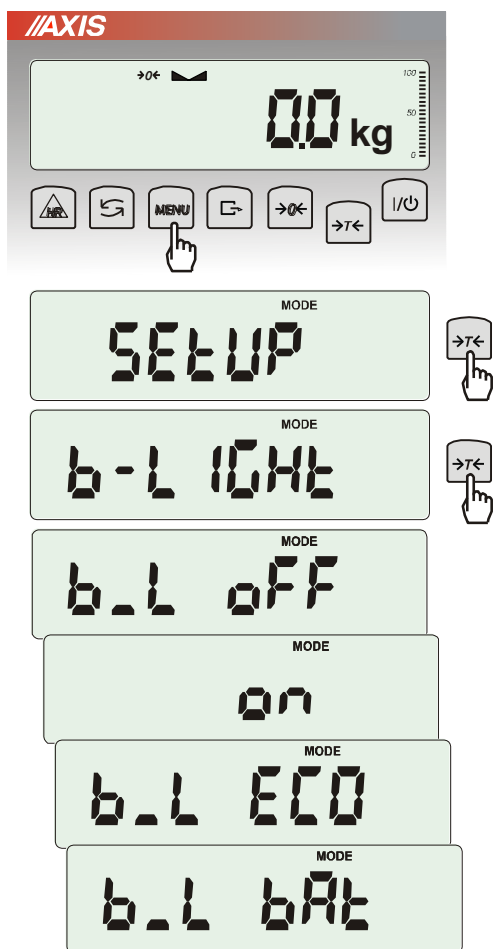 //AXIS
→0←
100
50
0
0.0 kg
HR MENU →0← →T← I/⏻
MODE
SEtUP
→T←
MODE
b-LIGHt
→T←
MODE
b_L oFF
MODE
on
MODE
b_L ECO
MODE
b_L bAt